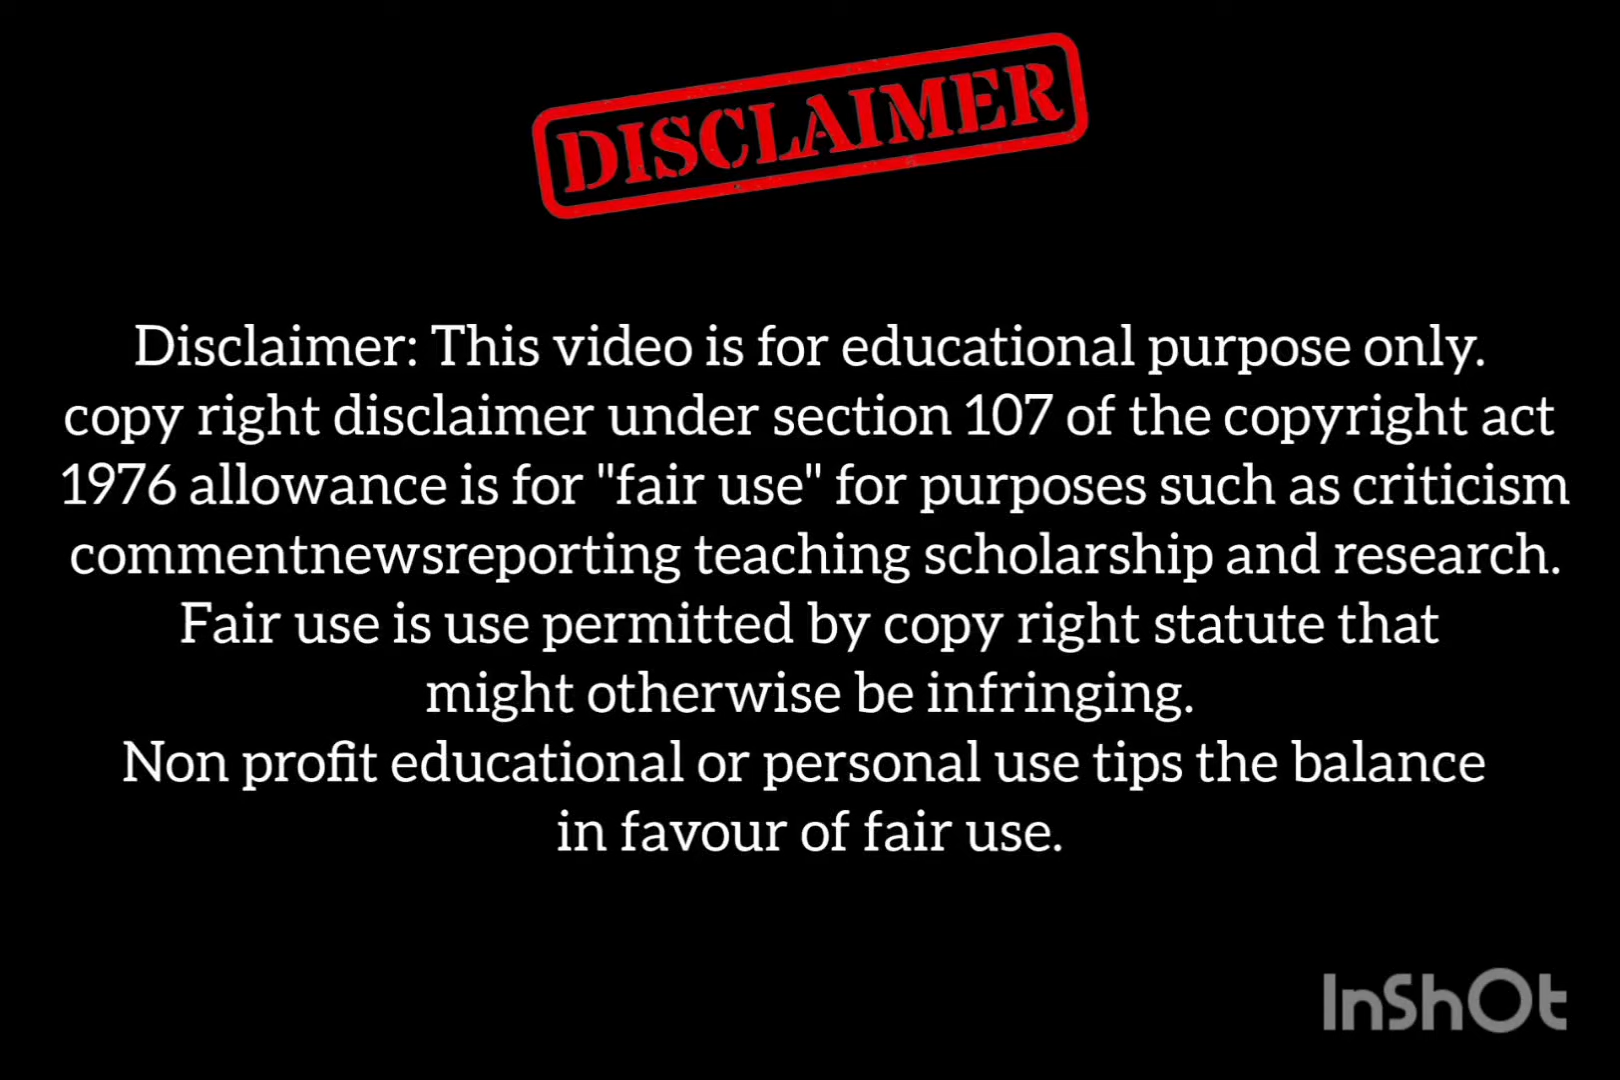 DISCLAIMER
Disclaimer: This video is for educational purpose only.
copy right disclaimer under section 107 of the copyright act
1976 allowance is for "fair use" for purposes such as criticism
commentnewsreporting teaching scholarship and research.
Fair use is use permitted by copy right statute that
might otherwise be infringing.
Non profit educational or personal use tips the balance
in favour of fair use.
InShOt